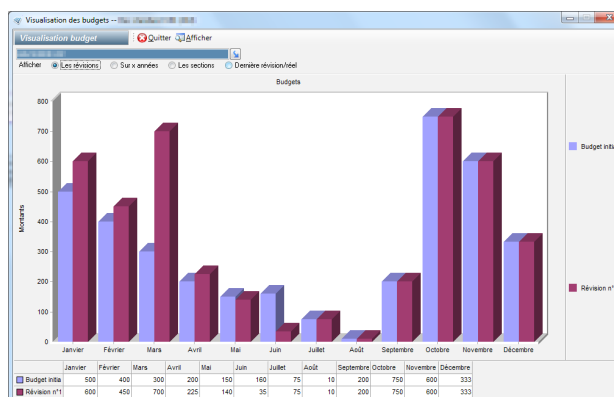 Visualisation des budgets --
Visualisation budget Quitter Afficher
Afficher Les révisions Sur x années Les sections Dernière révision/réel
Budgets
Montants
800
700
600
500
400
300
200
100
0
Janvier Février Mars Avril Mai Juin Juillet Août Septembre Octobre Novembre Décembre
Budget initia
Révision n°1
Janvier Février Mars Avril Mai Juin Juillet Août Septembre Octobre Novembre Décembre
Budget initia 500 400 300 200 150 160 75 10 200 750 600 333
Révision n°1 600 450 700 225 140 35 75 10 200 750 600 333